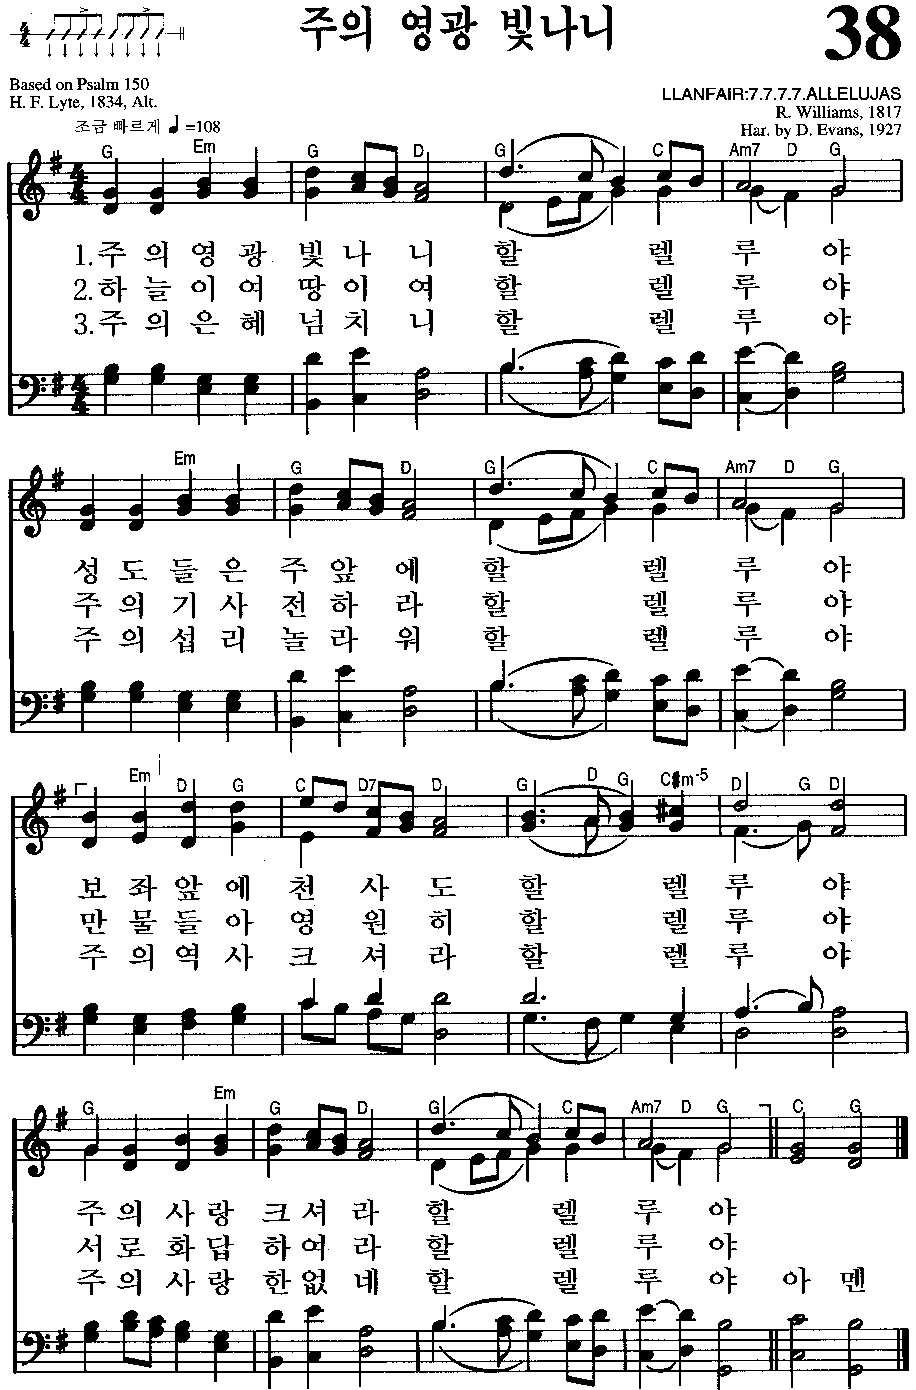 주의 영광 빛나니
38
Based on Psalm 150
H. F. Lyte, 1834, Alt.
LLANFAIR:7.7.7.7.ALLELUJAS
R. Williams, 1817
Har. by D. Evans, 1927
조금 빠르게 ♩=108
G Em G D G C Am7 D G
1.주의영광 빛나니 할 렐루야
2.하늘이여 땅이여 할 렐루야
3.주의은혜 넘치니 할 렐루야
Em G D G C Am7 D G
성도들은 주앞에 할 렐루야
주의기사 전하라 할 렐루야
주의섭리 놀라워 할 렐루야
Em D G C D7 D G D G C#m-5 D G D
보좌앞에 천사도 할 렐루야
만물들아 영원히 할 렐루야
주의역사 크셔라 할 렐루야
G Em G D G C Am7 D G C G
주의사랑 크셔라 할 렐루야
서로화답 하여라 할 렐루야
주의사랑 한없네 할 렐루야 아멘